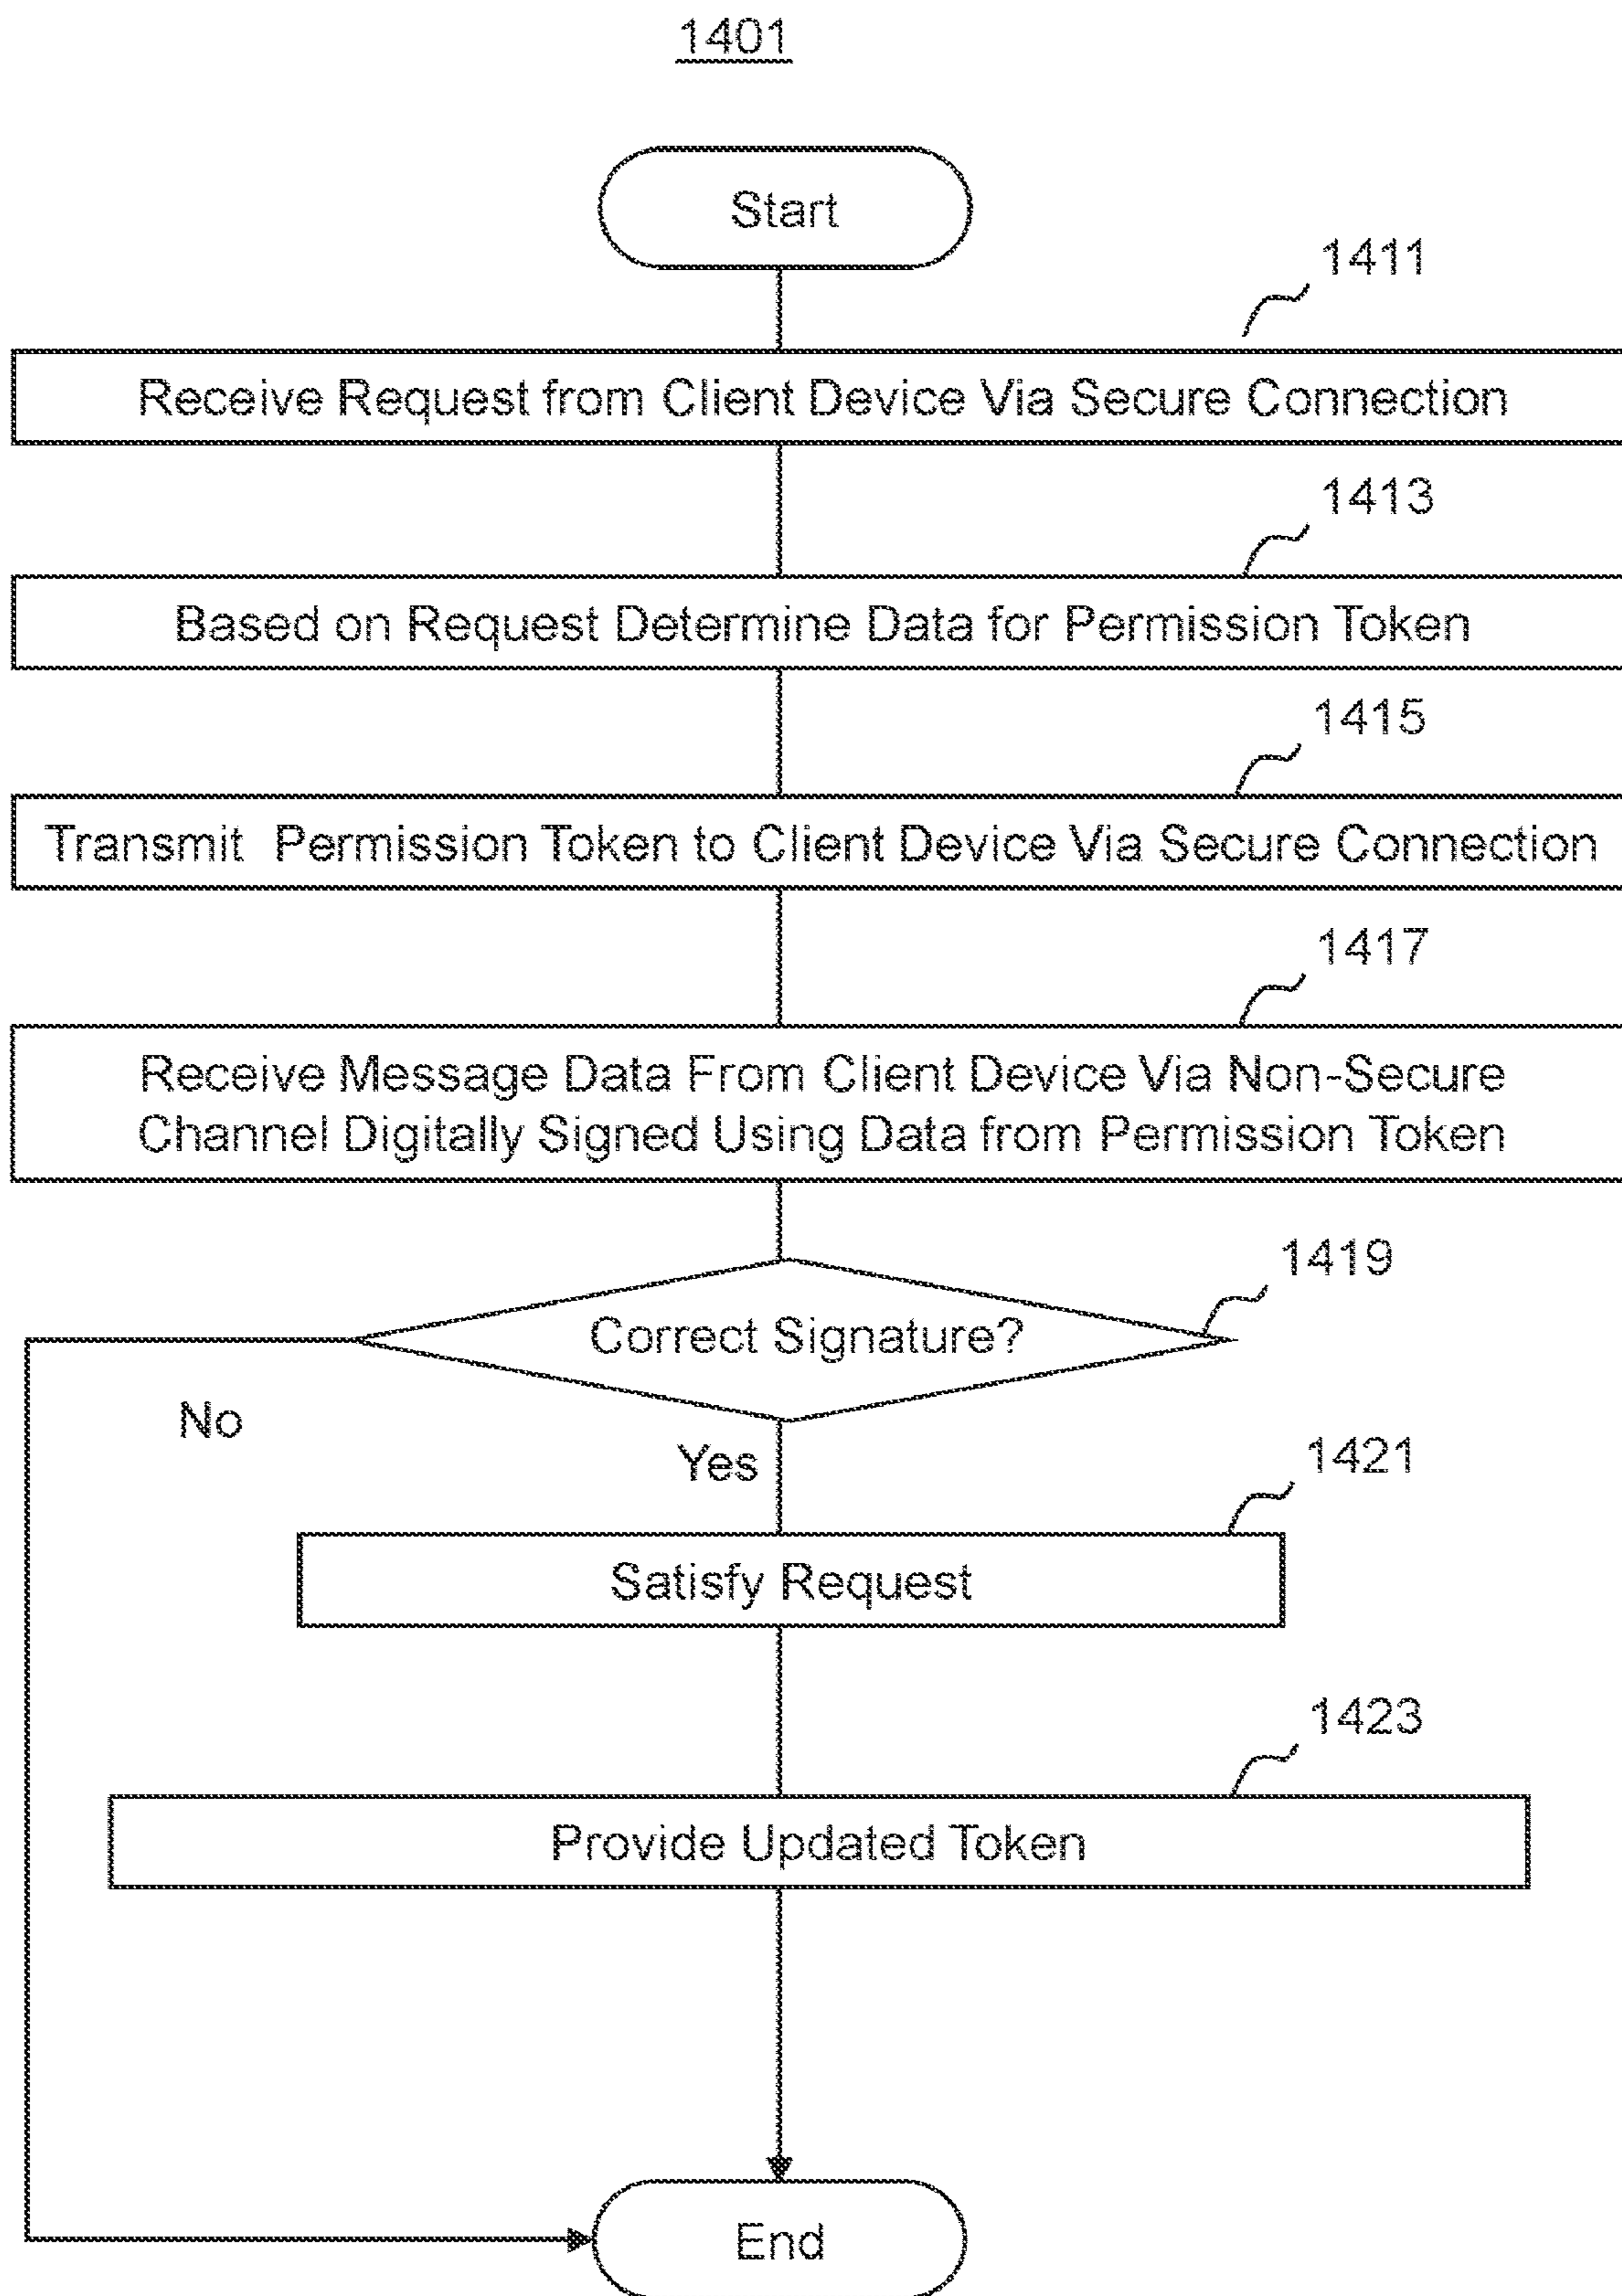 1401
Start
1411
Receive Request from Client Device Via Secure Connection
1413
Based on Request Determine Data for Permission Token
1415
Transmit Permission Token to Client Device Via Secure Connection
1417
Receive Message Data From Client Device Via Non-Secure
Channel Digitally Signed Using Data from Permission Token
1419
Correct Signature?
No
Yes
1421
Satisfy Request
1423
Provide Updated Token
End